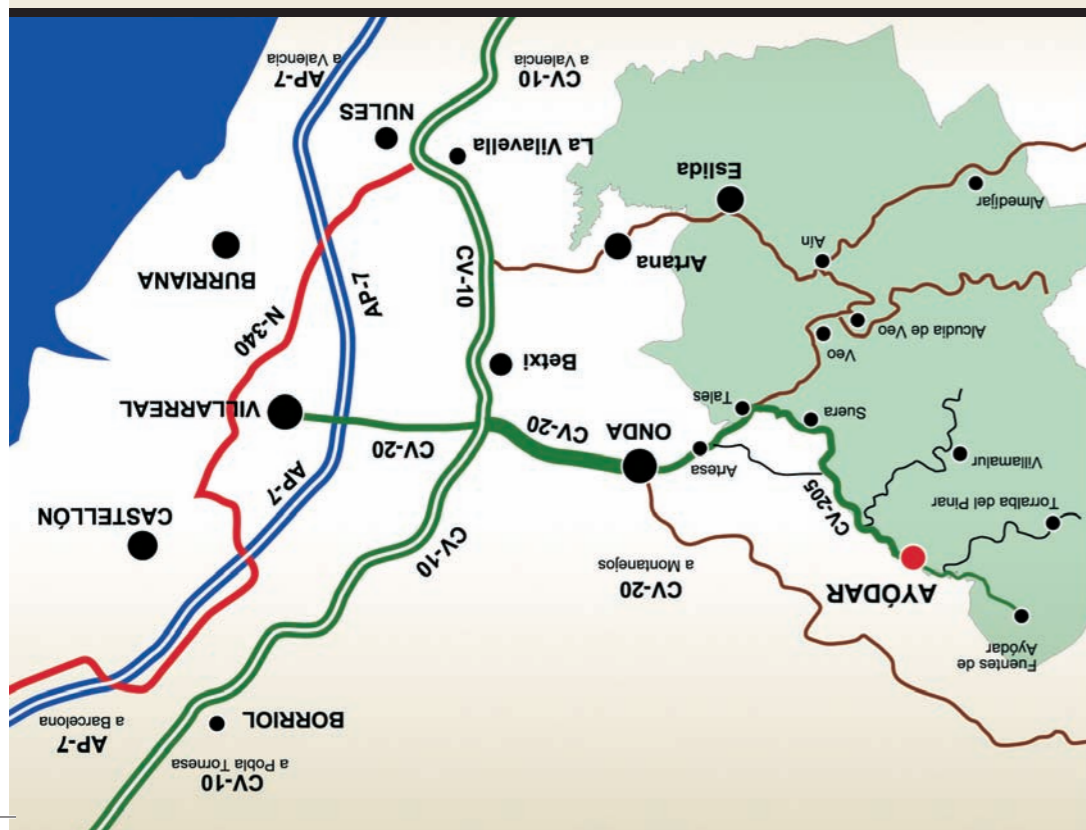 CV-10
a Pobla Tornesa
AP-7
a Barcelona
BORRIOL
Fuentes de
Ayódar
AYÓDAR
CV-20
a Montanejos
CV-10
CASTELLÓN
Torralba del Pinar
CV-205
AP-7
Artesa
Villamalur
CV-20
ONDA
CV-20
Suera
VILLARREAL
Tales
Betxi
Veo
Alcudia de Veo
N-340
AP-7
BURRIANA
CV-10
Artana
Aín
Almedíjar
Eslida
La Vilavella
NULES
CV-10
a Valencia
AP-7
a Valencia